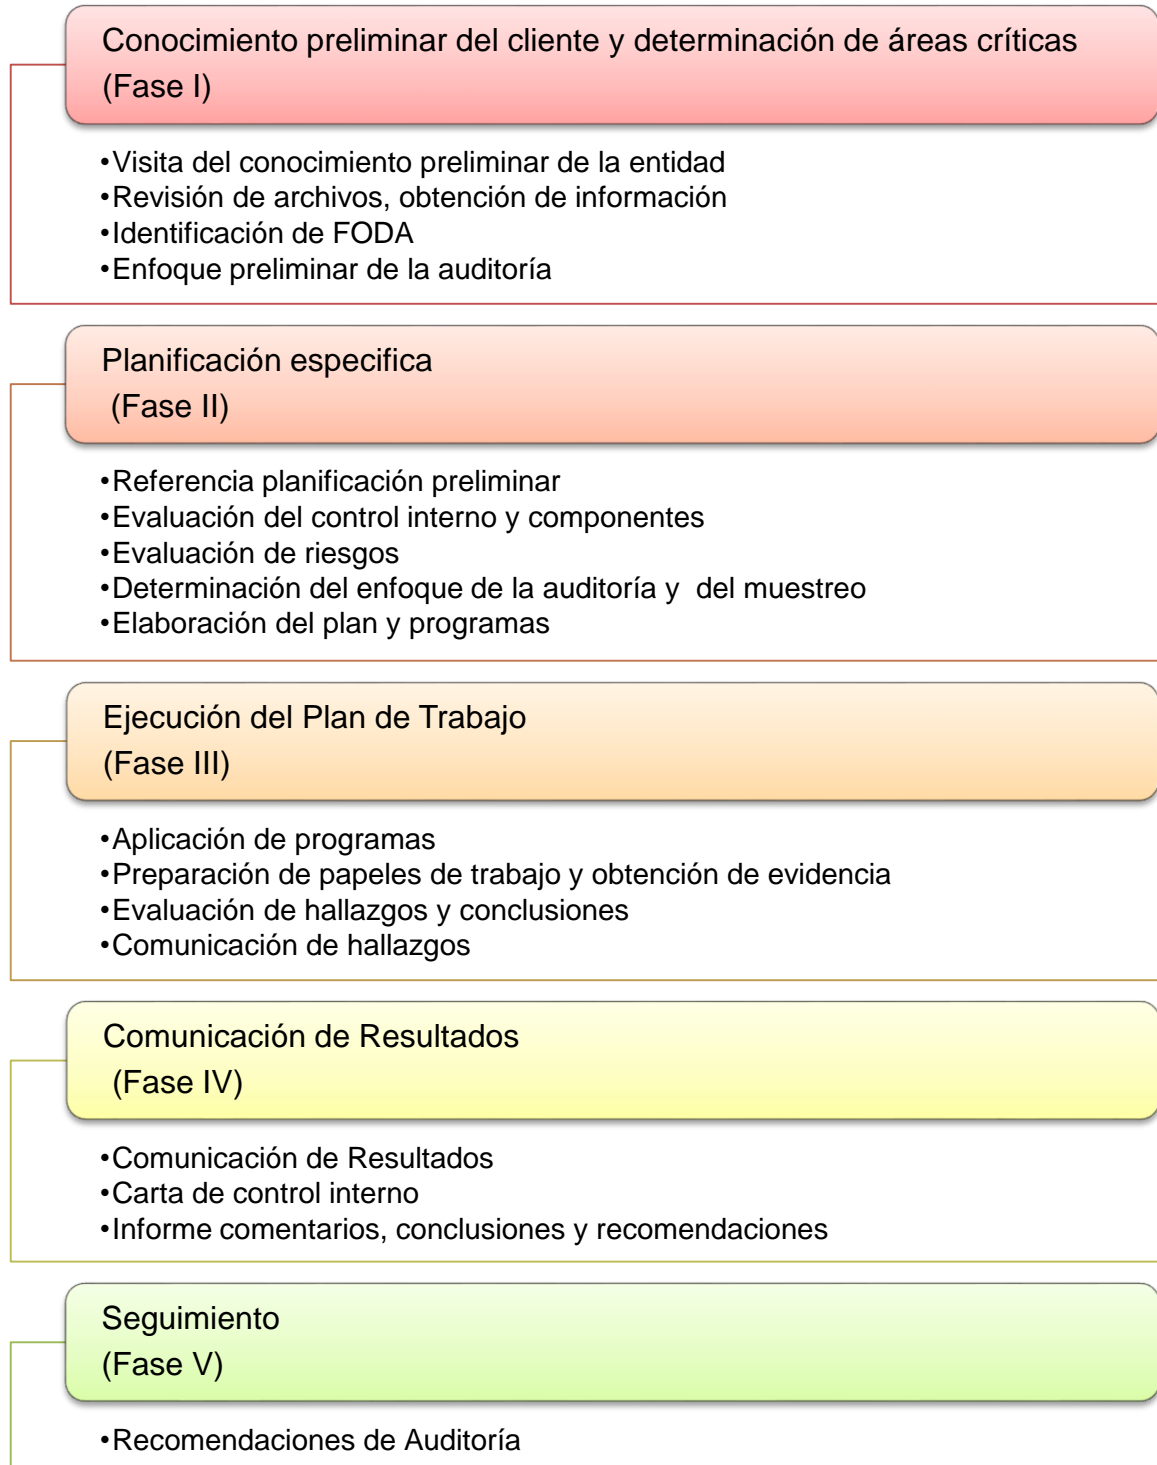 Conocimiento preliminar del cliente y determinación de áreas críticas
(Fase I)
•Visita del conocimiento preliminar de la entidad
•Revisión de archivos, obtención de información
•Identificación de FODA
•Enfoque preliminar de la auditoría
Planificación especifica
(Fase II)
•Referencia planificación preliminar
•Evaluación del control interno y componentes
•Evaluación de riesgos
•Determinación del enfoque de la auditoría y  del muestreo
•Elaboración del plan y programas
Ejecución del Plan de Trabajo
(Fase III)
•Aplicación de programas
•Preparación de papeles de trabajo y obtención de evidencia
•Evaluación de hallazgos y conclusiones
•Comunicación de hallazgos
Comunicación de Resultados
(Fase IV)
•Comunicación de Resultados
•Carta de control interno
•Informe comentarios, conclusiones y recomendaciones
Seguimiento
(Fase V)
•Recomendaciones de Auditoría